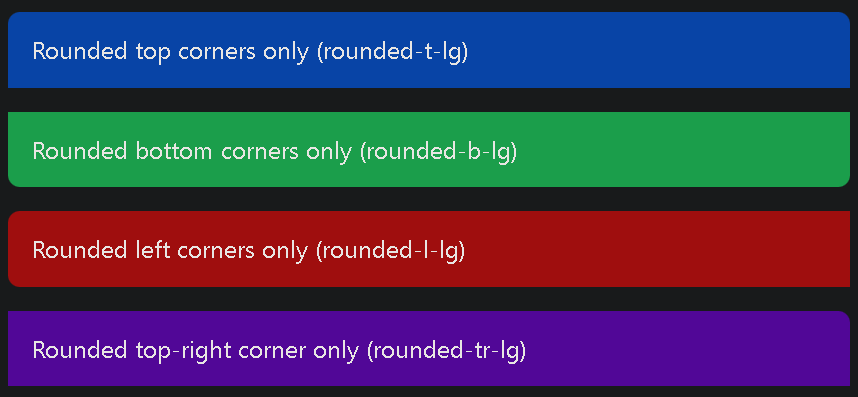 Rounded top corners only (rounded-t-lg)
Rounded bottom corners only (rounded-b-lg)
Rounded left corners only (rounded-l-lg)
Rounded top-right corner only (rounded-tr-lg)